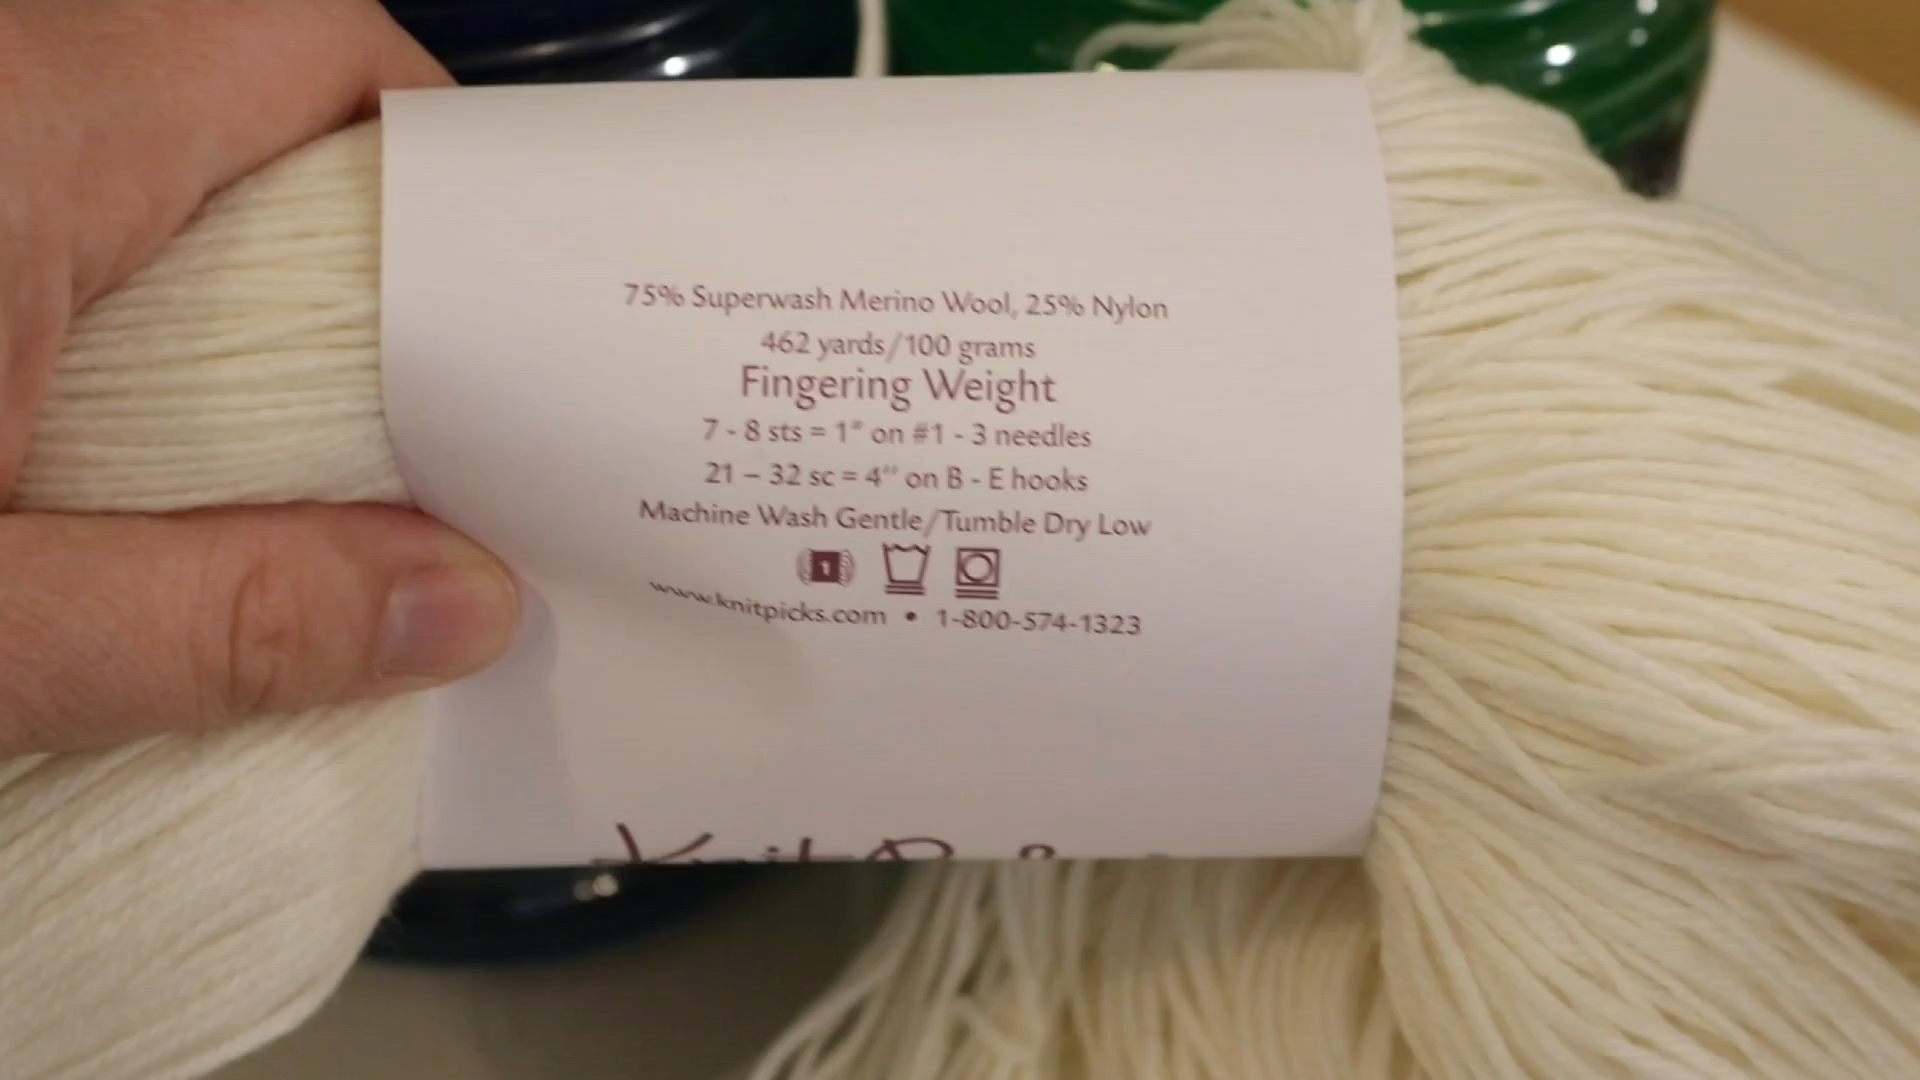 75% Superwash Merino Wool, 25% Nylon
462 yards/100 grams
Fingering Weight
7 - 8 sts = 1" on #1 - 3 needles
21 – 32 sc = 4" on B - E hooks
Machine Wash Gentle/Tumble Dry Low
1
www.knitpicks.com • 1-800-574-1323